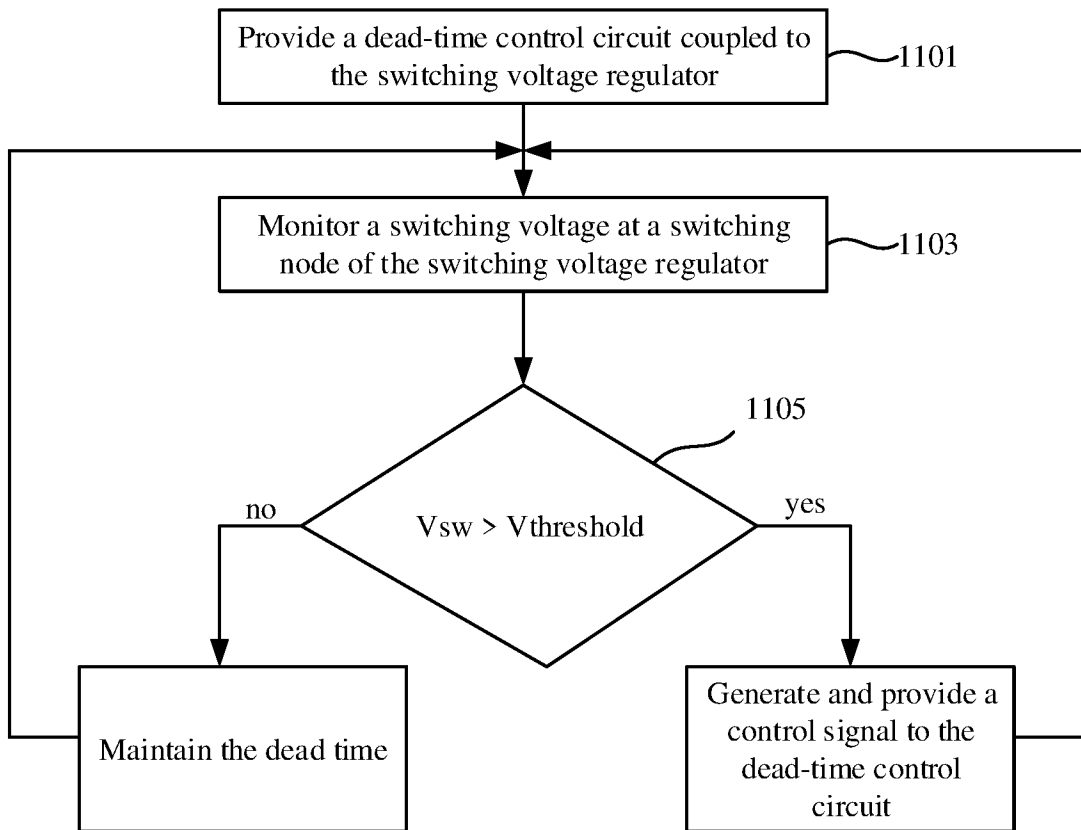 Provide a dead-time control circuit coupled to
the switching voltage regulator
1101
Monitor a switching voltage at a switching
node of the switching voltage regulator
1103
1105
no
Vsw > Vthreshold
yes
Maintain the dead time
Generate and provide a
control signal to the
dead-time control
circuit